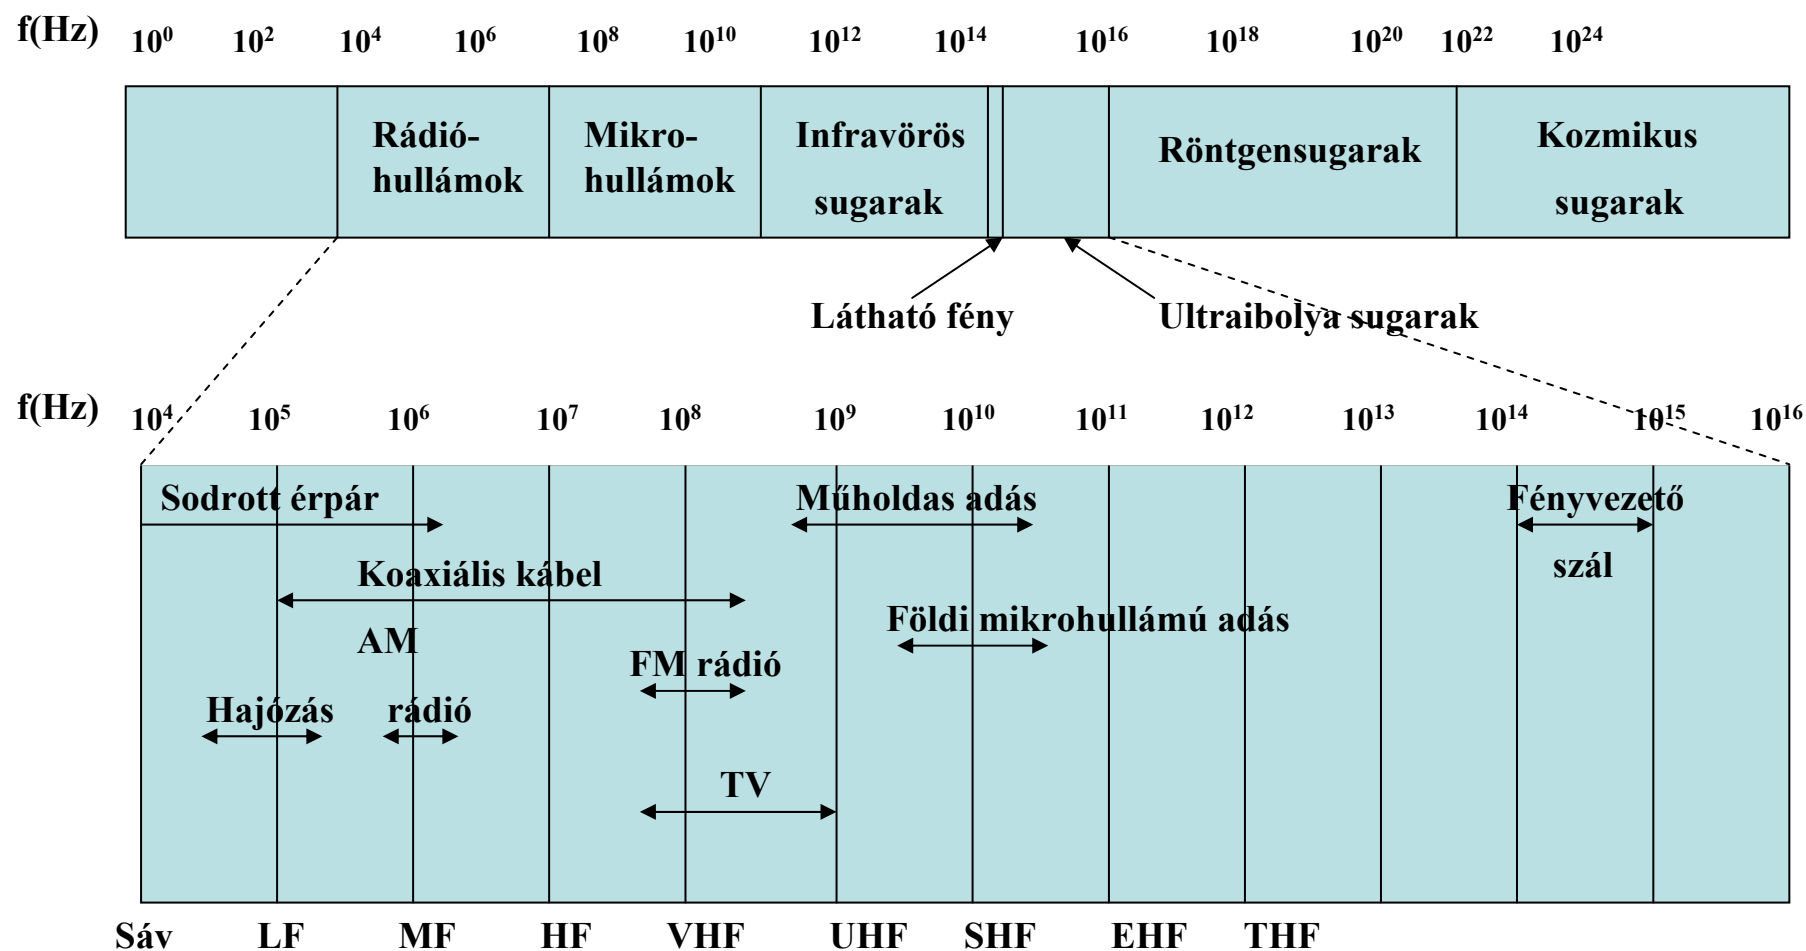 f(Hz) 10⁰ 10² 10⁴ 10⁶ 10⁸ 10¹⁰ 10¹² 10¹⁴ 10¹⁶ 10¹⁸ 10²⁰ 10²² 10²⁴
Rádió-
hullámok
Mikro-
hullámok
Infravörös
sugarak
Röntgensugarak
Kozmikus
sugarak
Látható fény
Ultraibolya sugarak
f(Hz) 10⁴ 10⁵ 10⁶ 10⁷ 10⁸ 10⁹ 10¹⁰ 10¹¹ 10¹² 10¹³ 10¹⁴ 10¹⁵ 10¹⁶
Sodrott érpár
Műholdas adás
Fényvezető
szál
Koaxiális kábel
Földi mikrohullámú adás
AM
rádió
FM rádió
Hajózás
TV
Sáv LF MF HF VHF UHF SHF EHF THF